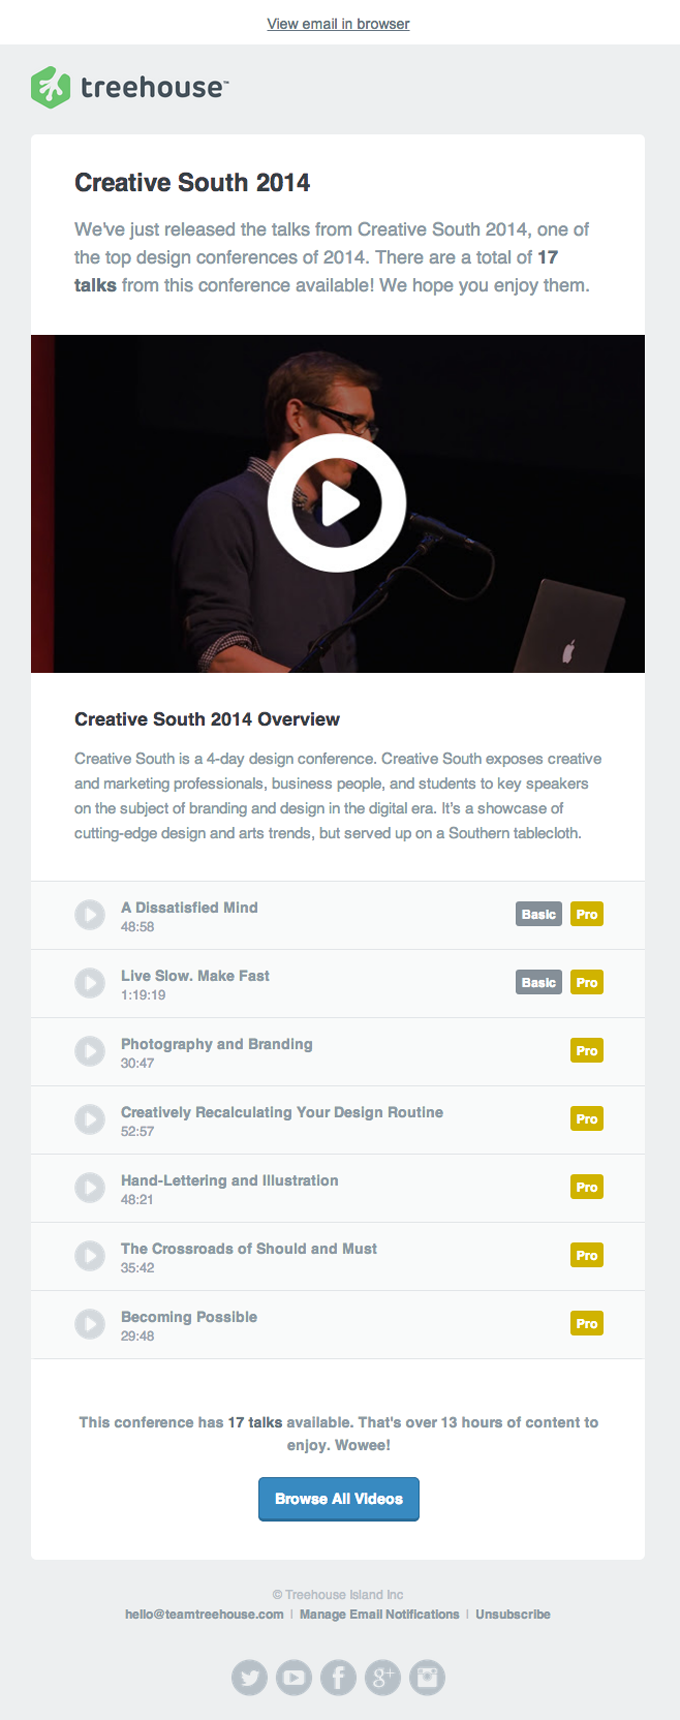 View email in browser
treehouse™
Creative South 2014
We've just released the talks from Creative South 2014, one of
the top design conferences of 2014. There are a total of 17
talks from this conference available! We hope you enjoy them.
Creative South 2014 Overview
Creative South is a 4-day design conference. Creative South exposes creative
and marketing professionals, business people, and students to key speakers
on the subject of branding and design in the digital era. It's a showcase of
cutting-edge design and arts trends, but served up on a Southern tablecloth.
A Dissatisfied Mind
48:58
Basic Pro
Live Slow. Make Fast
1:19:19
Basic Pro
Photography and Branding
30:47
Pro
Creatively Recalculating Your Design Routine
52:57
Pro
Hand-Lettering and Illustration
48:21
Pro
The Crossroads of Should and Must
35:42
Pro
Becoming Possible
29:48
Pro
This conference has 17 talks available. That's over 13 hours of content to
enjoy. Wowee!
Browse All Videos
© Treehouse Island Inc
hello@teamtreehouse.com | Manage Email Notifications | Unsubscribe